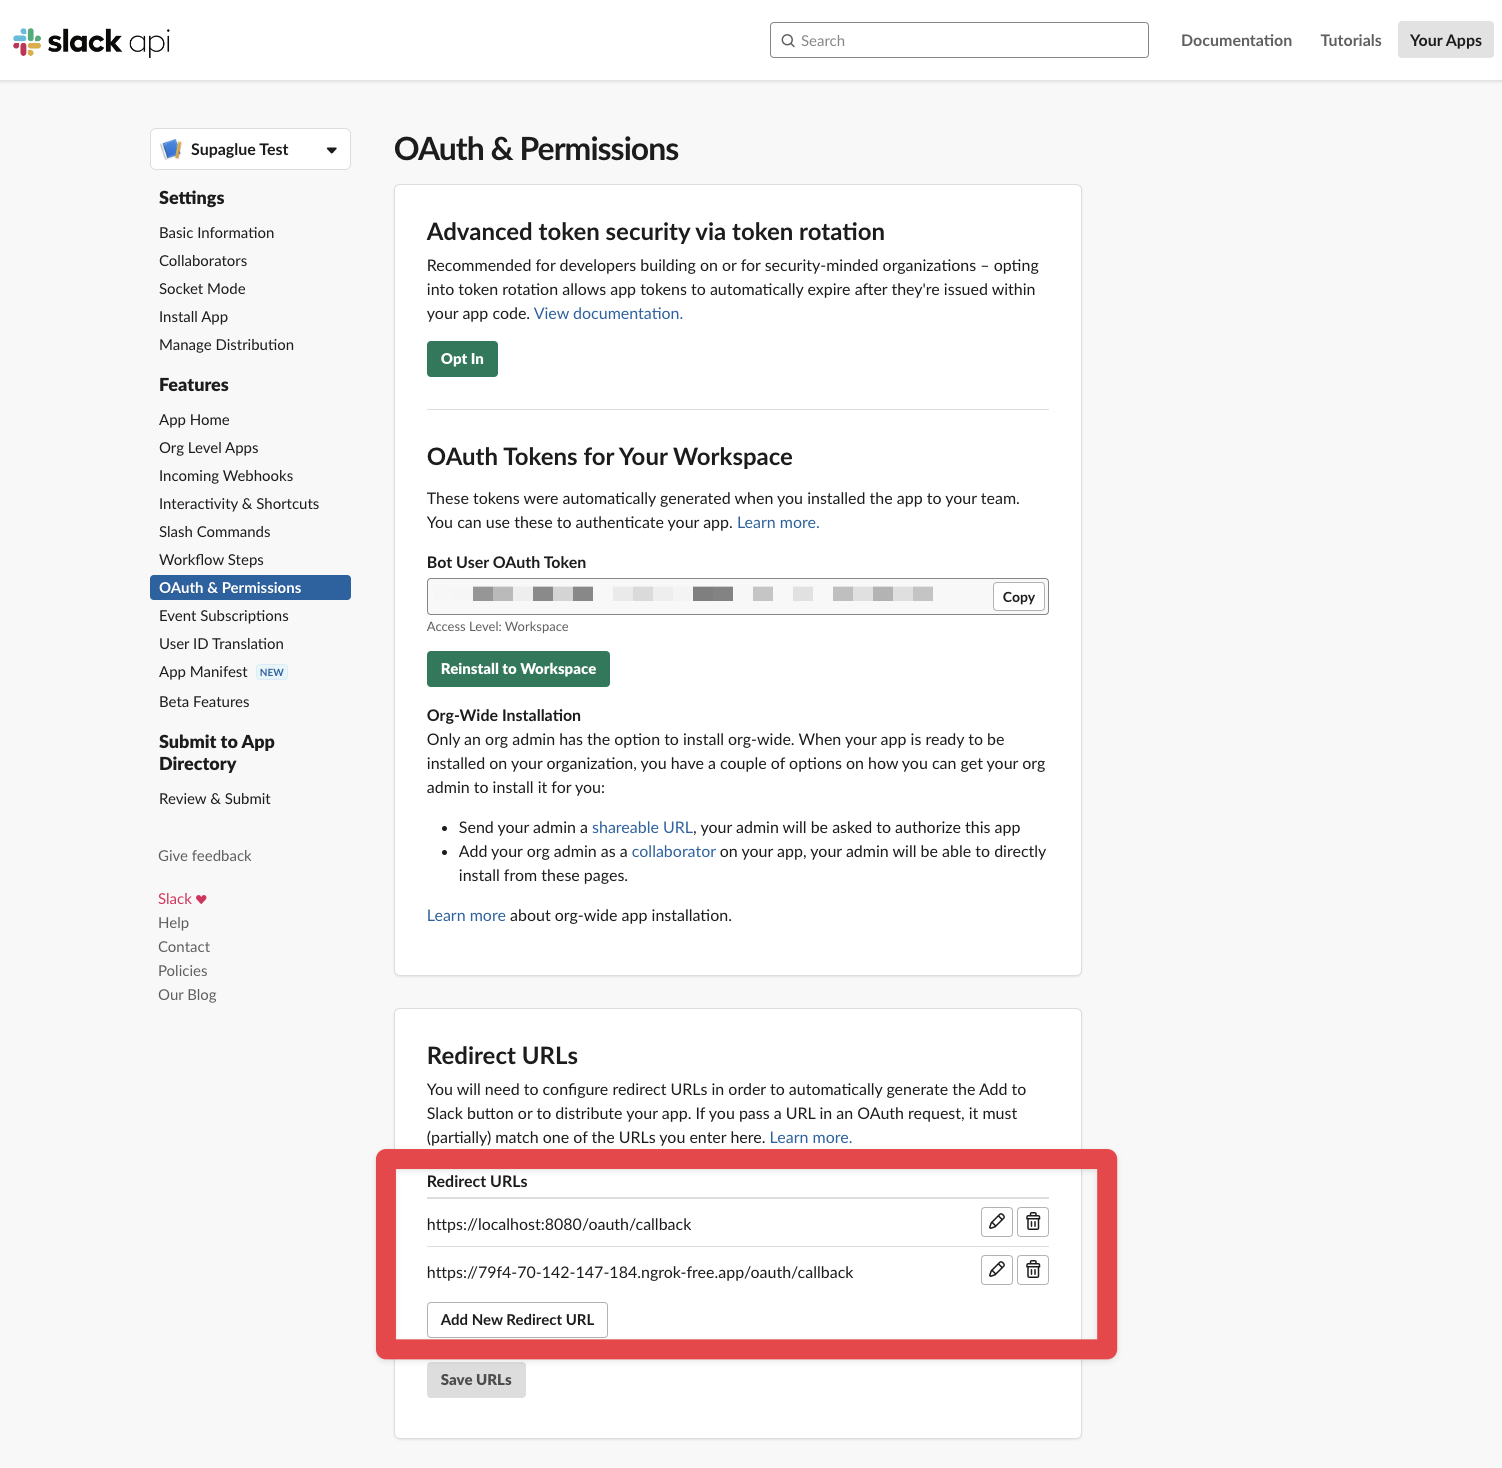 slack api
Search
Documentation
Tutorials
Your Apps
Supaglue Test
Settings
Basic Information
Collaborators
Socket Mode
Install App
Manage Distribution
Features
App Home
Org Level Apps
Incoming Webhooks
Interactivity & Shortcuts
Slash Commands
Workflow Steps
OAuth & Permissions
Event Subscriptions
User ID Translation
App Manifest NEW
Beta Features
Submit to App
Directory
Review & Submit
Give feedback
Slack ♥
Help
Contact
Policies
Our Blog
OAuth & Permissions
Advanced token security via token rotation
Recommended for developers building on or for security-minded organizations – opting
into token rotation allows app tokens to automatically expire after they're issued within
your app code. View documentation.
Opt In
OAuth Tokens for Your Workspace
These tokens were automatically generated when you installed the app to your team.
You can use these to authenticate your app. Learn more.
Bot User OAuth Token
Copy
Access Level: Workspace
Reinstall to Workspace
Org-Wide Installation
Only an org admin has the option to install org-wide. When your app is ready to be
installed on your organization, you have a couple of options on how you can get your org
admin to install it for you:
• Send your admin a shareable URL, your admin will be asked to authorize this app
• Add your org admin as a collaborator on your app, your admin will be able to directly
install from these pages.
Learn more about org-wide app installation.
Redirect URLs
You will need to configure redirect URLs in order to automatically generate the Add to
Slack button or to distribute your app. If you pass a URL in an OAuth request, it must
(partially) match one of the URLs you enter here. Learn more.
Redirect URLs
https://localhost:8080/oauth/callback
https://79f4-70-142-147-184.ngrok-free.app/oauth/callback
Add New Redirect URL
Save URLs